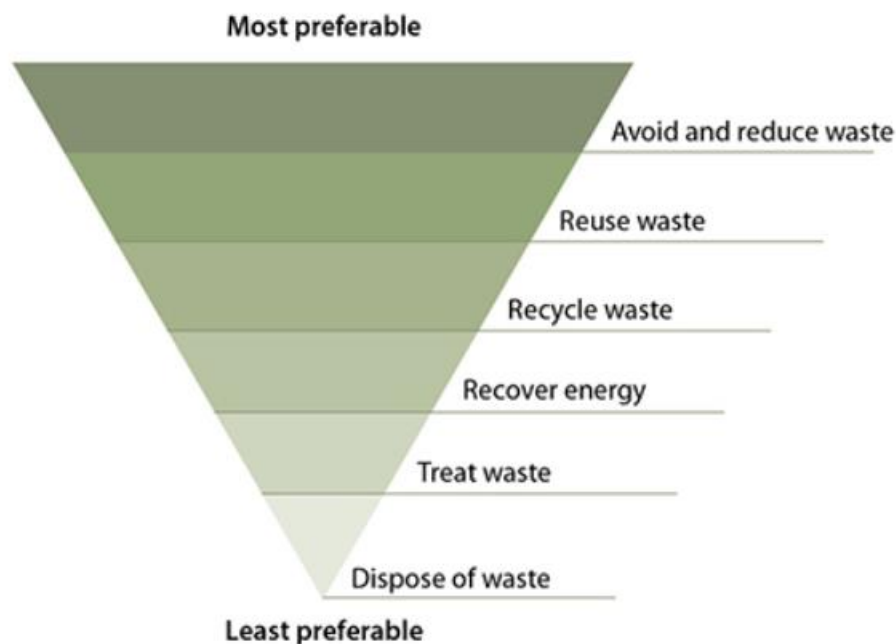 Most preferable
Avoid and reduce waste
Reuse waste
Recycle waste
Recover energy
Treat waste
Dispose of waste
Least preferable